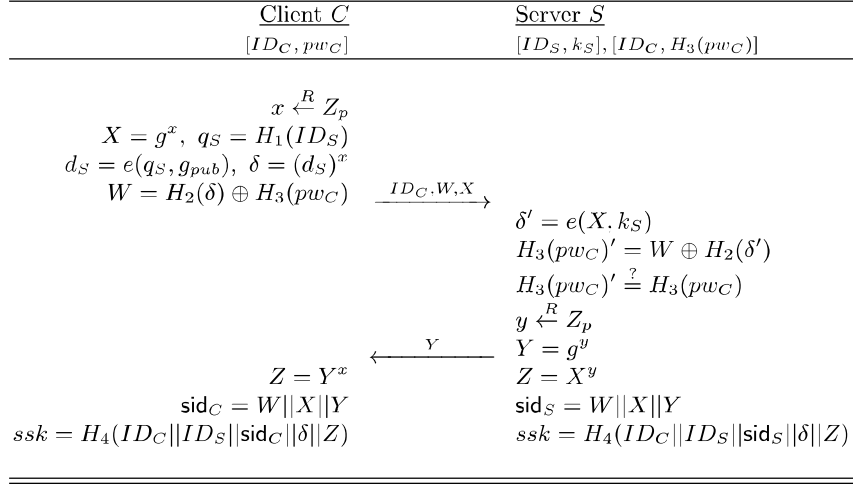 Client C
[ID_C, pw_C]
Server S
[ID_S, k_S], [ID_C, H_3(pw_C)]
x ←^R Z_p
X = g^x, q_S = H_1(ID_S)
d_S = e(q_S, g_pub), δ = (d_S)^x
W = H_2(δ) ⊕ H_3(pw_C)
ID_C.W,X
δ′ = e(X.k_S)
H_3(pw_C)′ = W ⊕ H_2(δ′)
H_3(pw_C)′ ≟ H_3(pw_C)
y ←^R Z_p
Y = g^y
Y
Z = Y^x
Z = X^y
sid_C = W||X||Y
sid_S = W||X||Y
ssk = H_4(ID_C||ID_S||sid_C||δ||Z)
ssk = H_4(ID_C||ID_S||sid_S||δ||Z)